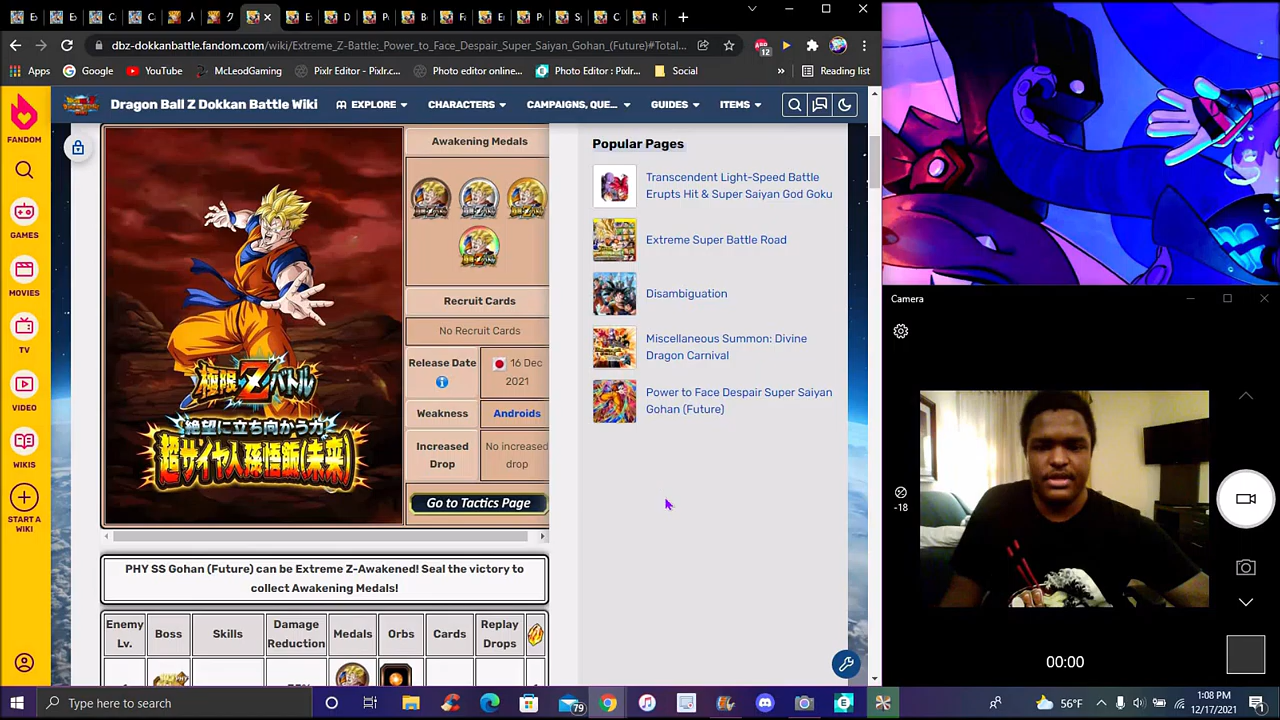 E
E
C
C
人
ク
E
D
P
B
F
E
P
S
C
R
dbz-dokkanbattle.fandom.com/wiki/Extreme_Z-Battle:_Power_to_Face_Despair_Super_Saiyan_Gohan_(Future)#Total...
12
Apps
Google
YouTube
McLeodGaming
Pixlr Editor - Pixlr.c...
Photo editor online...
Photo Editor : Pixlr...
Social
»
Reading list
FANDOM
GAMES
MOVIES
TV
VIDEO
WIKIS
START A
WIKI
Dragon Ball Z Dokkan Battle Wiki
EXPLORE
CHARACTERS
CAMPAIGNS, QUE...
GUIDES
ITEMS
極限Zバトル
絶望に立ち向かう力
超サイヤ人孫悟飯(未来)
Awakening Medals
Recruit Cards
No Recruit Cards
Release Date
16 Dec
2021
Weakness
Androids
Increased
Drop
No increased
drop
Go to Tactics Page
Popular Pages
Transcendent Light-Speed Battle
Erupts Hit & Super Saiyan God Goku
Extreme Super Battle Road
Disambiguation
Miscellaneous Summon: Divine
Dragon Carnival
Power to Face Despair Super Saiyan
Gohan (Future)
PHY SS Gohan (Future) can be Extreme Z-Awakened! Seal the victory to
collect Awakening Medals!
Enemy
Lv.
Boss
Skills
Damage
Reduction
Medals
Orbs
Cards
Replay
Drops
Camera
-18
00:00
Type here to search
79
56°F
1:08 PM
12/17/2021
1